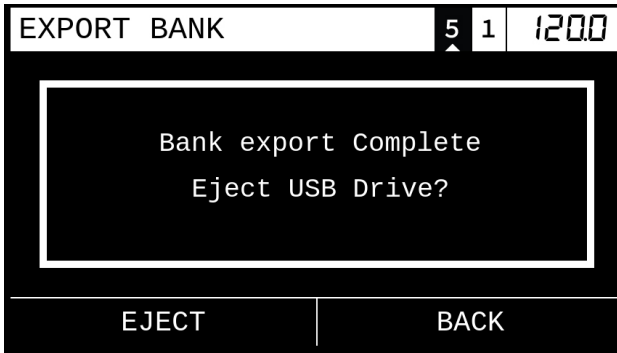 EXPORT BANK 5 1 120.0
Bank export Complete
Eject USB Drive?
EJECT BACK